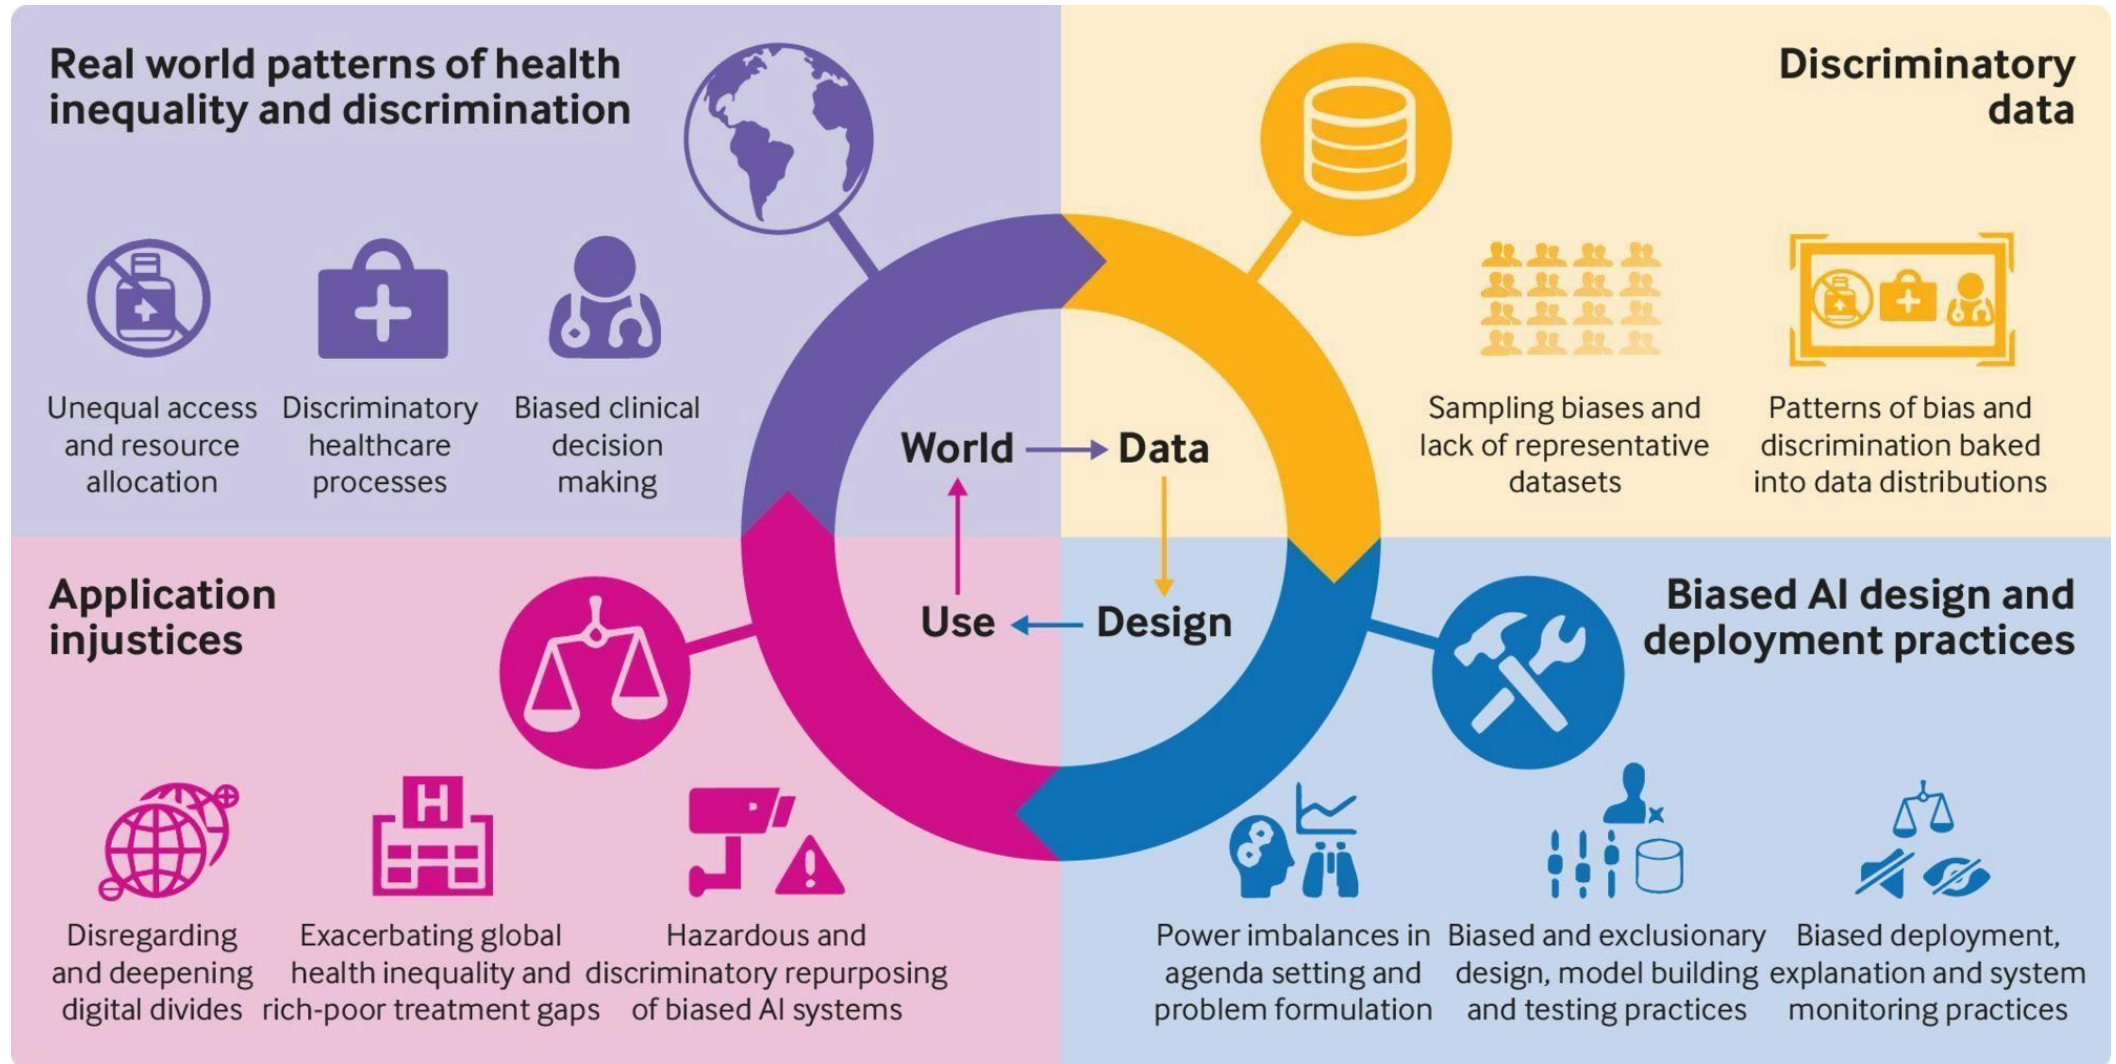 Real world patterns of health
inequality and discrimination
Unequal access
and resource
allocation
Discriminatory
healthcare
processes
Biased clinical
decision
making
Discriminatory
data
Sampling biases and
lack of representative
datasets
Patterns of bias and
discrimination baked
into data distributions
World
Data
Use
Design
Application
injustices
H
Disregarding
and deepening
digital divides
Exacerbating global
health inequality and
rich-poor treatment gaps
Hazardous and
discriminatory repurposing
of biased AI systems
Biased AI design and
deployment practices
Power imbalances in
agenda setting and
problem formulation
Biased and exclusionary
design, model building
and testing practices
Biased deployment,
explanation and system
monitoring practices